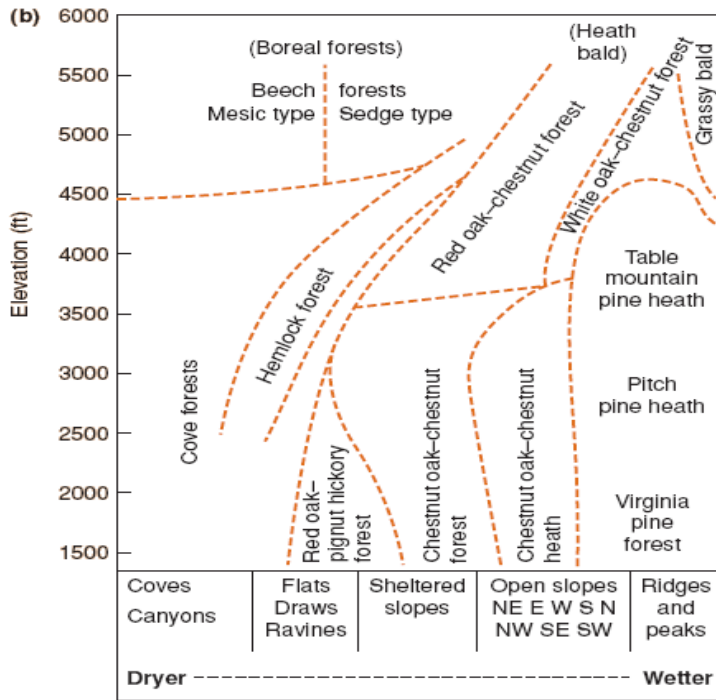 (b)
Elevation (ft)
6000
5500
5000
4500
4000
3500
3000
2500
2000
1500
(Boreal forests)
Beech forests
Mesic type Sedge type
(Heath
bald)
Grassy bald
Red oak–chestnut forest
White oak–chestnut forest
Hemlock forest
Cove forests
Table
mountain
pine heath
Pitch
pine heath
Virginia
pine
forest
Red oak–
pignut hickory
forest
Chestnut oak–chestnut
forest
Chestnut oak–chestnut
heath
Coves
Canyons
Flats
Draws
Ravines
Sheltered
slopes
Open slopes
NE E W S N
NW SE SW
Ridges
and
peaks
Dryer
Wetter